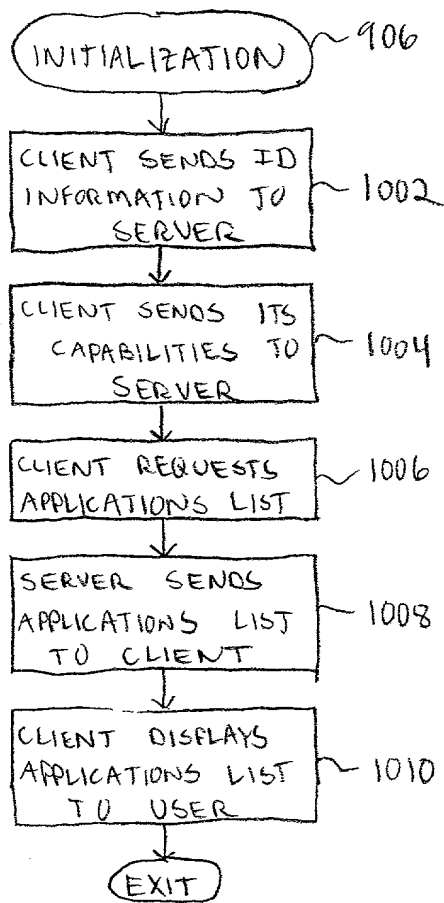 INITIALIZATION
906
CLIENT SENDS ID
INFORMATION TO
SERVER
1002
CLIENT SENDS ITS
CAPABILITIES TO
SERVER
1004
CLIENT REQUESTS
APPLICATIONS LIST
1006
SERVER SENDS
APPLICATIONS LIST
TO CLIENT
1008
CLIENT DISPLAYS
APPLICATIONS LIST
TO USER
1010
EXIT